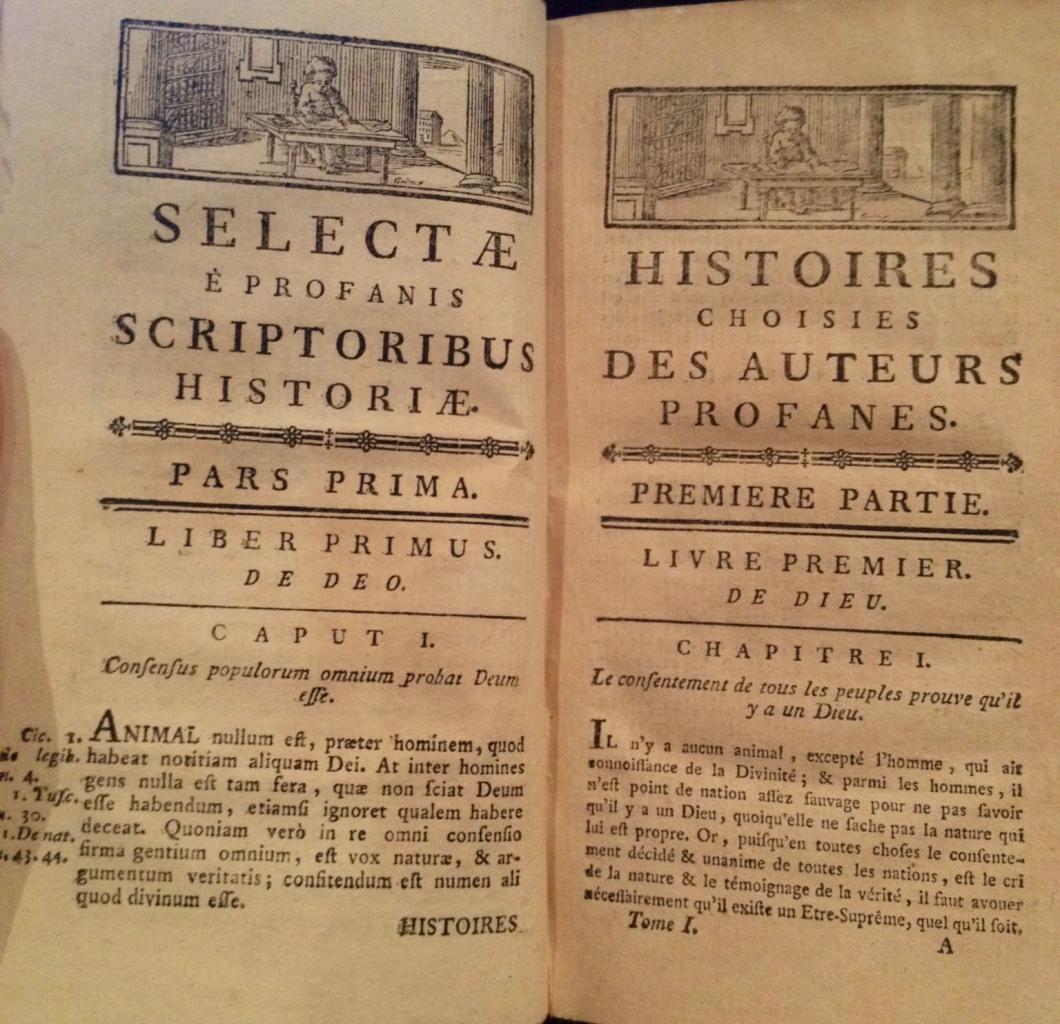 SELECTÆ
È PROFANIS
SCRIPTORIBUS
HISTORIÆ.
PARS PRIMA.
LIBER PRIMUS.
DE DEO.
CAPUT I.
Conſenſus populorum omnium probat Deum
eſſe.
Cic. 1.
legib.
n. 4.
1. Tuſc.
n. 30.
1. De nat.
43. 44.
ANIMAL nullum eſt, præter hominem, quod
habeat notitiam aliquam Dei. At inter homines
gens nulla eſt tam fera, quæ non ſciat Deum
eſſe habendum, etiamſi ignoret qualem habere
deceat. Quoniam verò in re omni conſenſio
firma gentium omnium, eſt vox naturæ, & ar-
gumentum veritatis; confitendum eſt numen ali
quod divinum eſſe.
HISTOIRES
HISTOIRES
CHOISIES
DES AUTEURS
PROFANES.
PREMIERE PARTIE.
LIVRE PREMIER.
DE DIEU.
CHAPITRE I.
Le conſentement de tous les peuples prouve qu'il
y a un Dieu.
IL n'y a aucun animal, excepté l'homme, qui ait
connoiſſance de la Divinité; & parmi les hommes, il
n'eſt point de nation aſſez ſauvage pour ne pas ſavoir
qu'il y a un Dieu, quoiqu'elle ne ſache pas la nature qui
lui eſt propre. Or, puiſqu'en toutes choſes le conſente-
ment décidé & unanime de toutes les nations, eſt le cri
de la nature & le témoignage de la vérité, il faut avouer
néceſſairement qu'il exiſte un Etre-Suprême, quel qu'il ſoit.
Tome I.
A